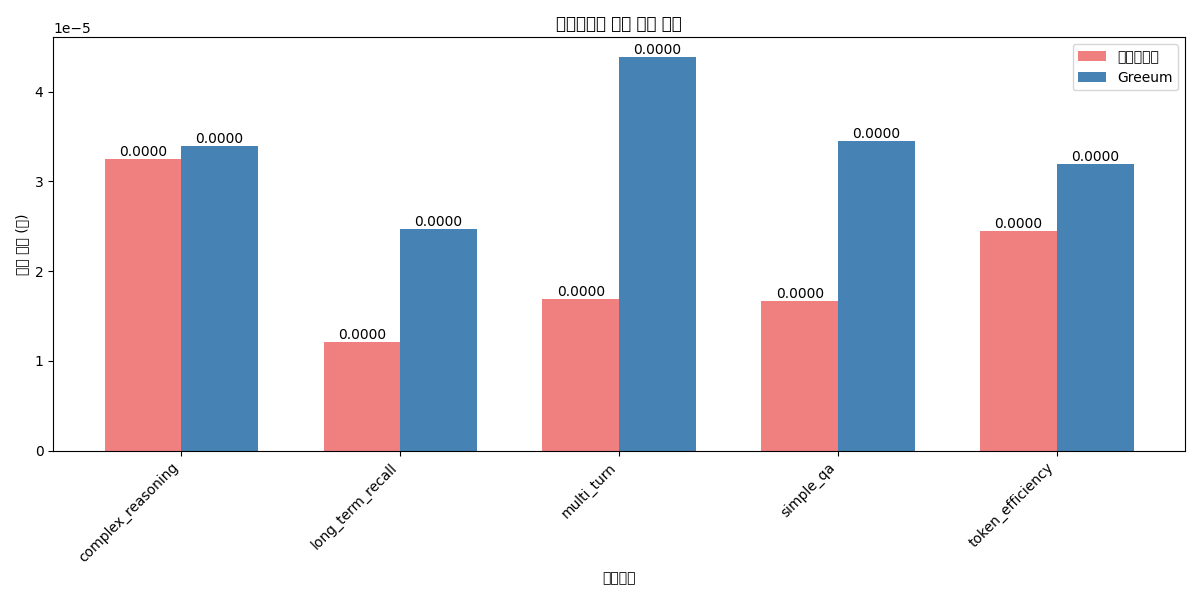 1e−5
0.0000
0.0000
0.0000
0.0000
0.0000
0.0000
0.0000
0.0000
0.0000
0.0000
Greeum
4
3
2
1
0
complex_reasoning
long_term_recall
multi_turn
simple_qa
token_efficiency